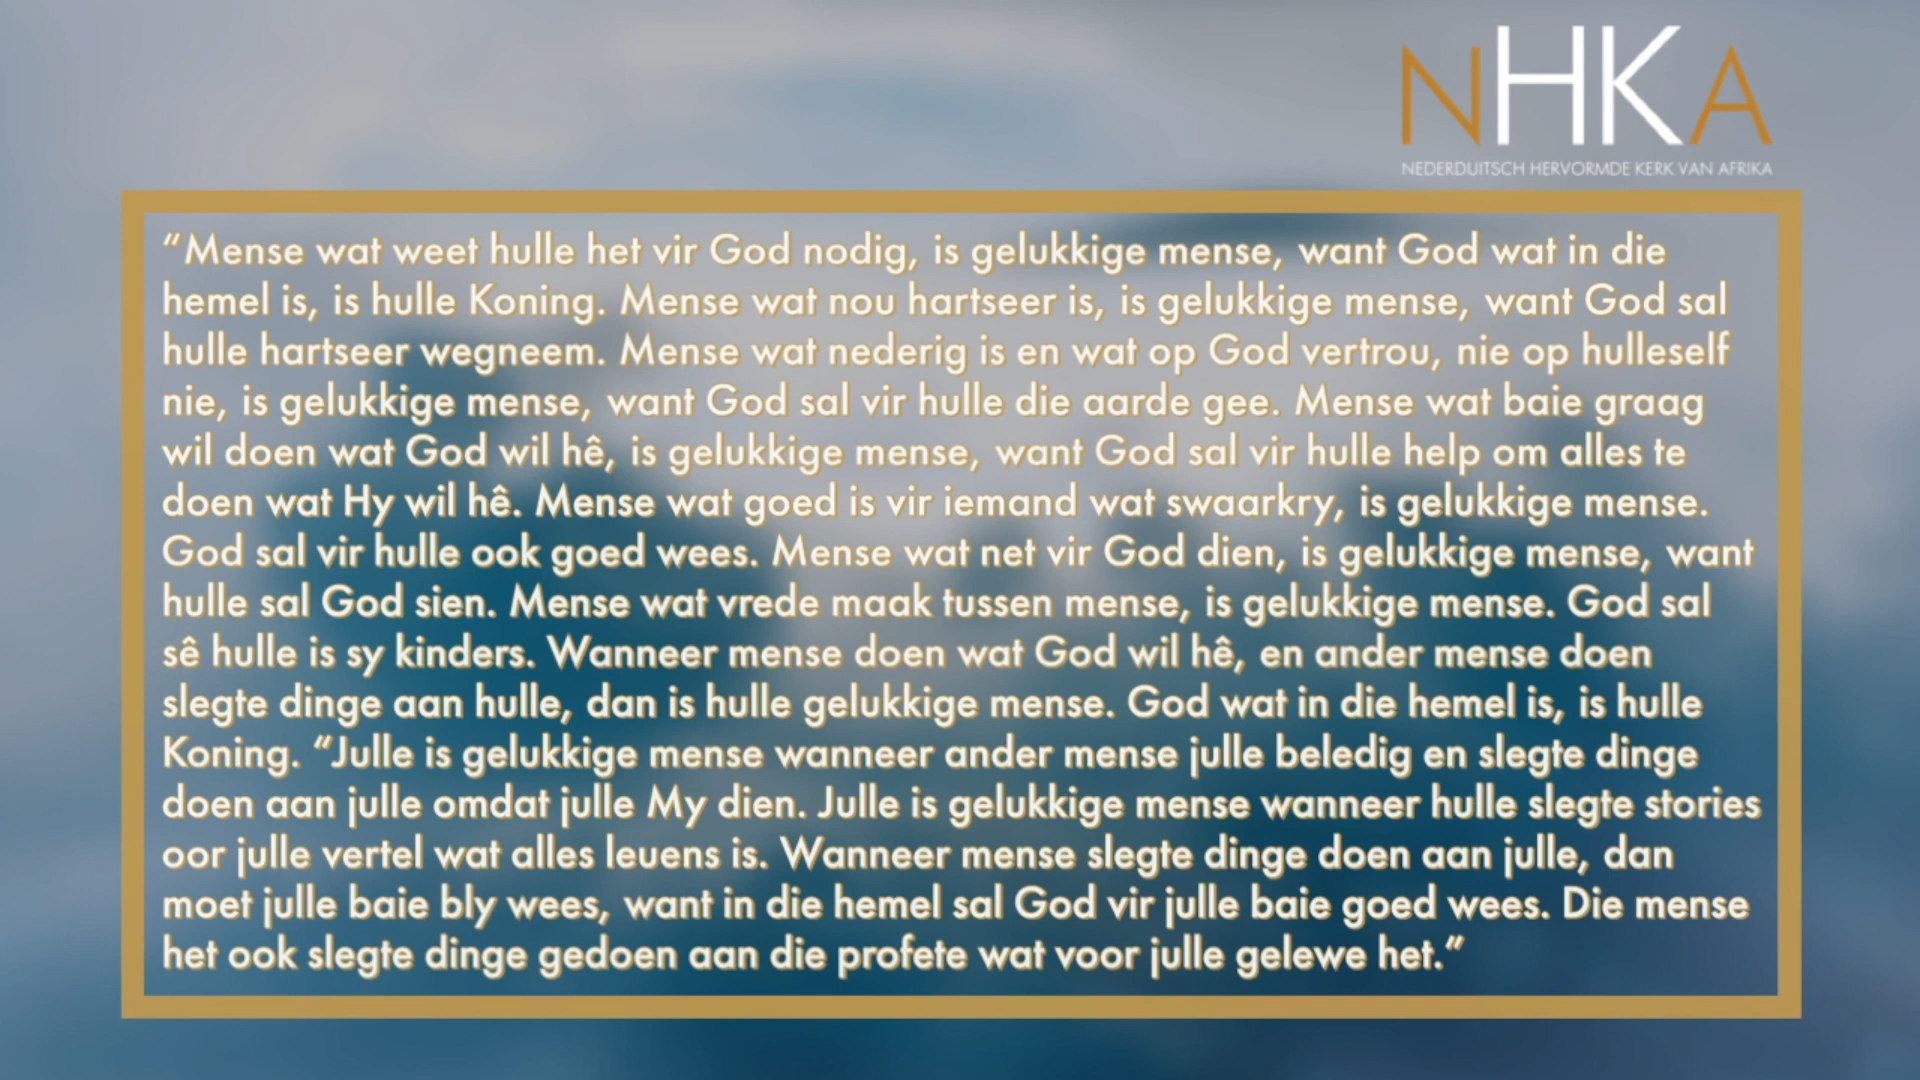 NHKA
NEDERDUITSCH HERVORMDE KERK VAN AFRIKA
“Mense wat weet hulle het vir God nodig, is gelukkige mense, want God wat in die
hemel is, is hulle Koning. Mense wat nou hartseer is, is gelukkige mense, want God sal
hulle hartseer wegneem. Mense wat nederig is en wat op God vertrou, nie op hulleself
nie, is gelukkige mense, want God sal vir hulle die aarde gee. Mense wat baie graag
wil doen wat God wil hê, is gelukkige mense, want God sal vir hulle help om alles te
doen wat Hy wil hê. Mense wat goed is vir iemand wat swaarkry, is gelukkige mense.
God sal vir hulle ook goed wees. Mense wat net vir God dien, is gelukkige mense, want
hulle sal God sien. Mense wat vrede maak tussen mense, is gelukkige mense. God sal
sê hulle is sy kinders. Wanneer mense doen wat God wil hê, en ander mense doen
slegte dinge aan hulle, dan is hulle gelukkige mense. God wat in die hemel is, is hulle
Koning. “Julle is gelukkige mense wanneer ander mense julle beledig en slegte dinge
doen aan julle omdat julle My dien. Julle is gelukkige mense wanneer hulle slegte stories
oor julle vertel wat alles leuens is. Wanneer mense slegte dinge doen aan julle, dan
moet julle baie bly wees, want in die hemel sal God vir julle baie goed wees. Die mense
het ook slegte dinge gedoen aan die profete wat voor julle gelewe het.”